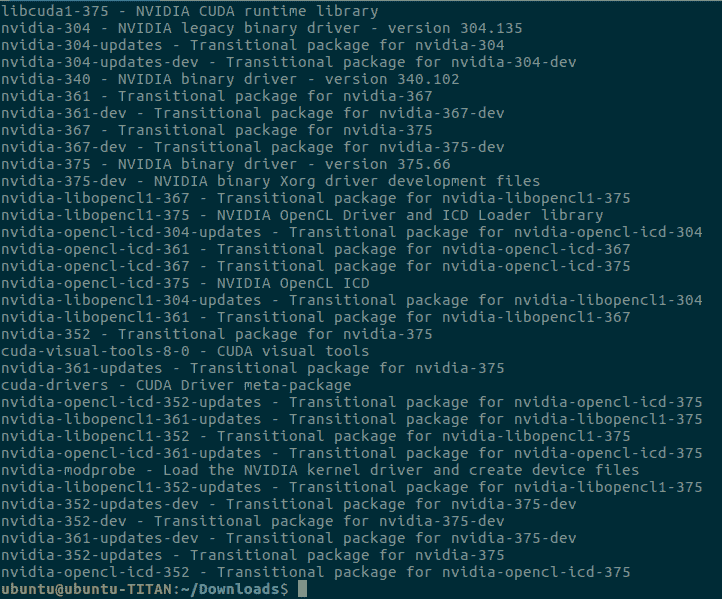 libcuda1-375 - NVIDIA CUDA runtime library
nvidia-304 - NVIDIA legacy binary driver - version 304.135
nvidia-304-updates - Transitional package for nvidia-304
nvidia-304-updates-dev - Transitional package for nvidia-304-dev
nvidia-340 - NVIDIA binary driver - version 340.102
nvidia-361 - Transitional package for nvidia-367
nvidia-361-dev - Transitional package for nvidia-367-dev
nvidia-367 - Transitional package for nvidia-375
nvidia-367-dev - Transitional package for nvidia-375-dev
nvidia-375 - NVIDIA binary driver - version 375.66
nvidia-375-dev - NVIDIA binary Xorg driver development files
nvidia-libopencl1-367 - Transitional package for nvidia-libopencl1-375
nvidia-libopencl1-375 - NVIDIA OpenCL Driver and ICD Loader library
nvidia-opencl-icd-304-updates - Transitional package for nvidia-opencl-icd-304
nvidia-opencl-icd-361 - Transitional package for nvidia-opencl-icd-367
nvidia-opencl-icd-367 - Transitional package for nvidia-opencl-icd-375
nvidia-opencl-icd-375 - NVIDIA OpenCL ICD
nvidia-libopencl1-304-updates - Transitional package for nvidia-libopencl1-304
nvidia-libopencl1-361 - Transitional package for nvidia-libopencl1-367
nvidia-352 - Transitional package for nvidia-375
cuda-visual-tools-8-0 - CUDA visual tools
nvidia-361-updates - Transitional package for nvidia-375
cuda-drivers - CUDA Driver meta-package
nvidia-opencl-icd-352-updates - Transitional package for nvidia-opencl-icd-375
nvidia-libopencl1-361-updates - Transitional package for nvidia-libopencl1-375
nvidia-libopencl1-352 - Transitional package for nvidia-libopencl1-375
nvidia-opencl-icd-361-updates - Transitional package for nvidia-opencl-icd-375
nvidia-modprobe - Load the NVIDIA kernel driver and create device files
nvidia-libopencl1-352-updates - Transitional package for nvidia-libopencl1-375
nvidia-352-updates-dev - Transitional package for nvidia-375-dev
nvidia-352-dev - Transitional package for nvidia-375-dev
nvidia-361-updates-dev - Transitional package for nvidia-375-dev
nvidia-352-updates - Transitional package for nvidia-375
nvidia-opencl-icd-352 - Transitional package for nvidia-opencl-icd-375
ubuntu@ubuntu-TITAN:~/Downloads$